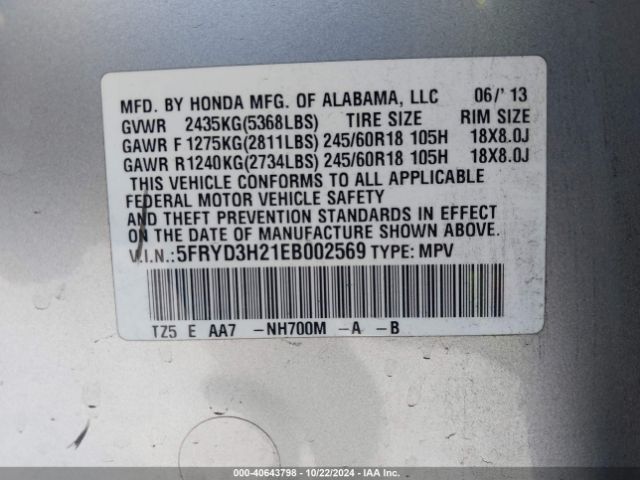 MFD. BY HONDA MFG. OF ALABAMA, LLC 06/' 13
GVWR 2435KG(5368LBS) TIRE SIZE RIM SIZE
GAWR F 1275KG(2811LBS) 245/60R18 105H 18X8.0J
GAWR R1240KG(2734LBS) 245/60R18 105H 18X8.0J
THIS VEHICLE CONFORMS TO ALL APPLICABLE
FEDERAL MOTOR VEHICLE SAFETY
AND THEFT PREVENTION STANDARDS IN EFFECT
ON THE DATE OF MANUFACTURE SHOWN ABOVE.
V.I.N.: 5FRYD3H21EB002569 TYPE: MPV
TZ5 E AA7 -NH700M -A -B
000-40643798 - 10/22/2024 - IAA Inc.